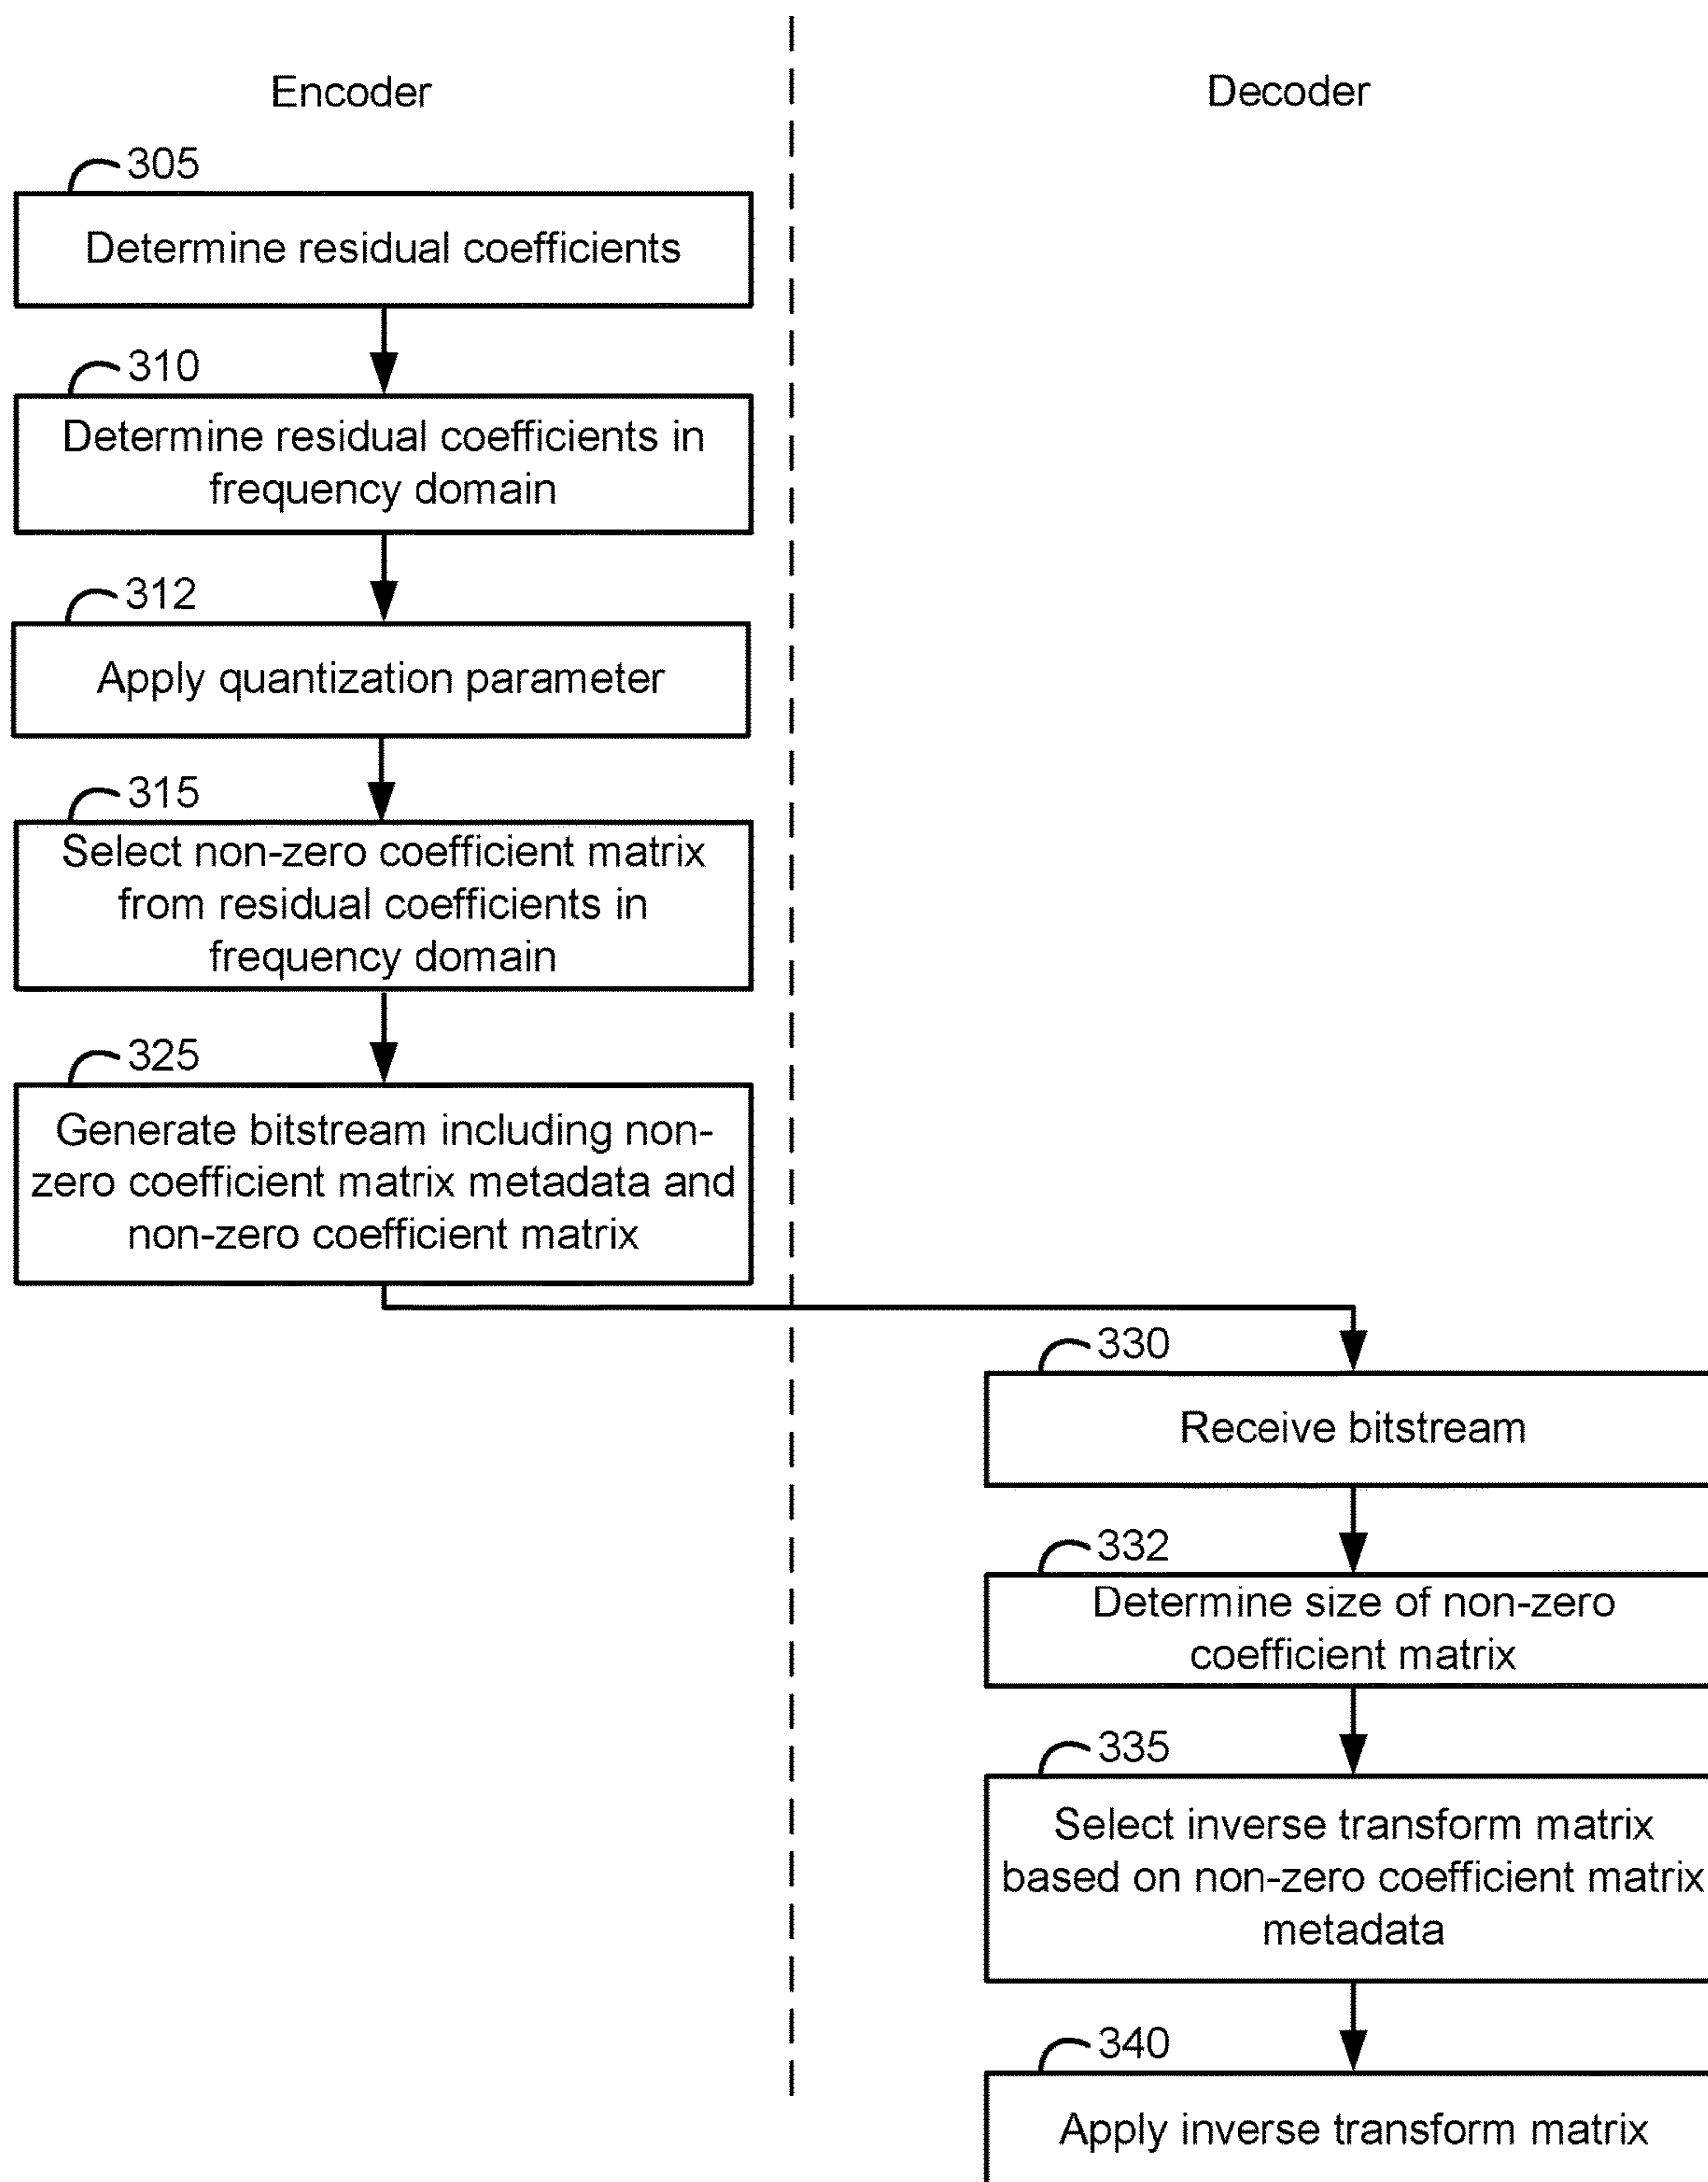 Encoder
Decoder
305
Determine residual coefficients
310
Determine residual coefficients in
frequency domain
312
Apply quantization parameter
315
Select non-zero coefficient matrix
from residual coefficients in
frequency domain
325
Generate bitstream including non-
zero coefficient matrix metadata and
non-zero coefficient matrix
330
Receive bitstream
332
Determine size of non-zero
coefficient matrix
335
Select inverse transform matrix
based on non-zero coefficient matrix
metadata
340
Apply inverse transform matrix